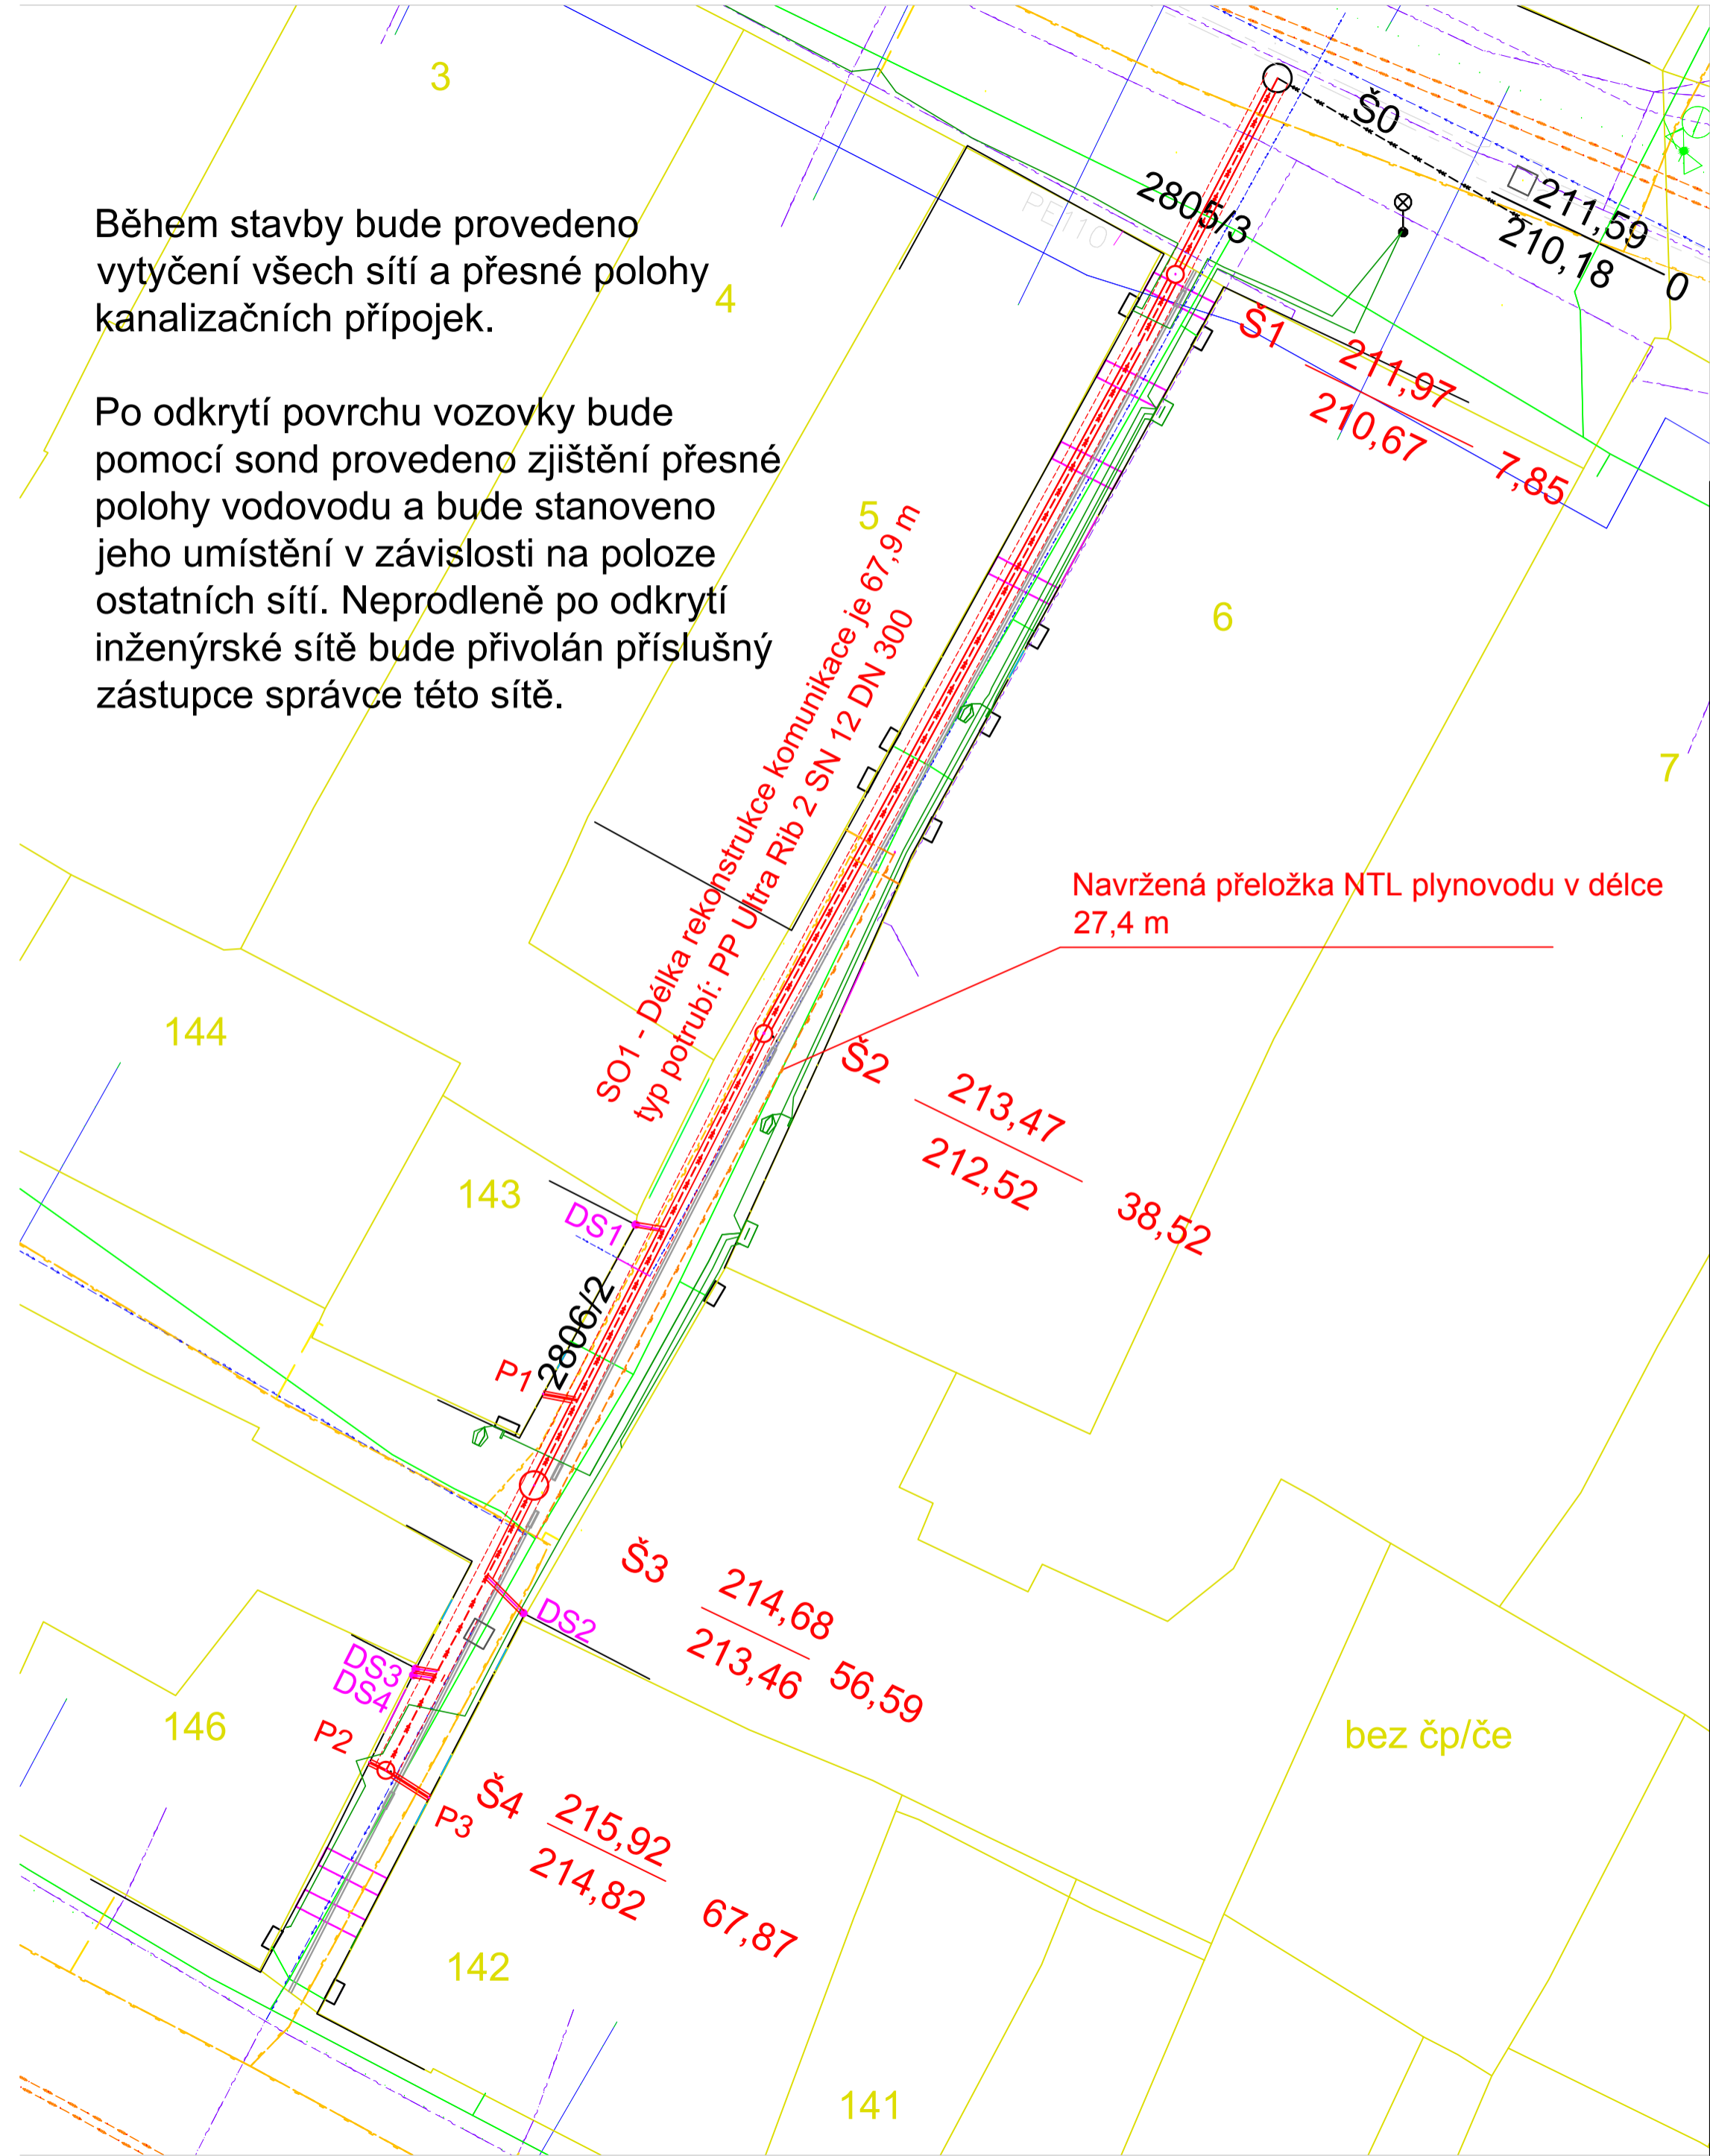 3
Během stavby bude provedeno
vytyčení všech sítí a přesné polohy
kanalizačních přípojek.
4
Po odkrytí povrchu vozovky bude
pomocí sond provedeno zjištění přesné
polohy vodovodu a bude stanoveno
jeho umístění v závislosti na poloze
ostatních sítí. Neprodleně po odkrytí
inženýrské sítě bude přivolán příslušný
zástupce správce této sítě.
PE110
2805/3
Š0
211,59
210,18
0
Š1
211,97
210,67
7,85
5
6
7
SO1 - Délka rekonstrukce komunikace je 67,9 m
typ potrubí: PP Ultra Rib 2 SN 12 DN 300
Navržená přeložka NTL plynovodu v délce
27,4 m
144
143
Š2
213,47
212,52
38,52
DS1
2806/2
P1
Š3
214,68
213,46
56,59
DS2
DS3
DS4
146
P2
P3
Š4
215,92
214,82
67,87
bez čp/če
142
141